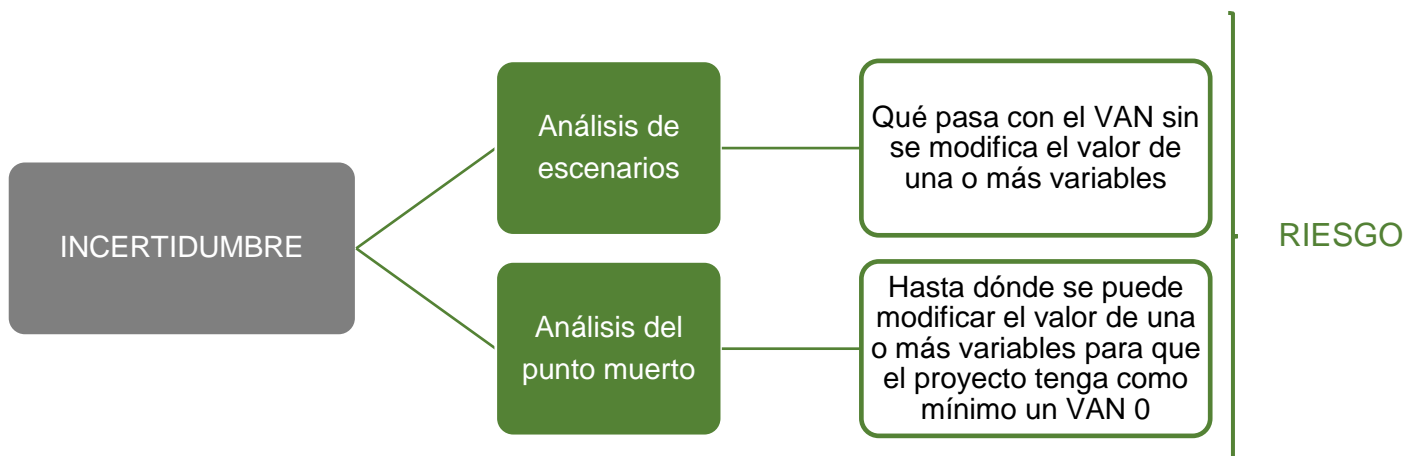 INCERTIDUMBRE
Análisis de
escenarios
Qué pasa con el VAN sin
se modifica el valor de
una o más variables
Análisis del
punto muerto
Hasta dónde se puede
modificar el valor de una
o más variables para que
el proyecto tenga como
mínimo un VAN 0
RIESGO